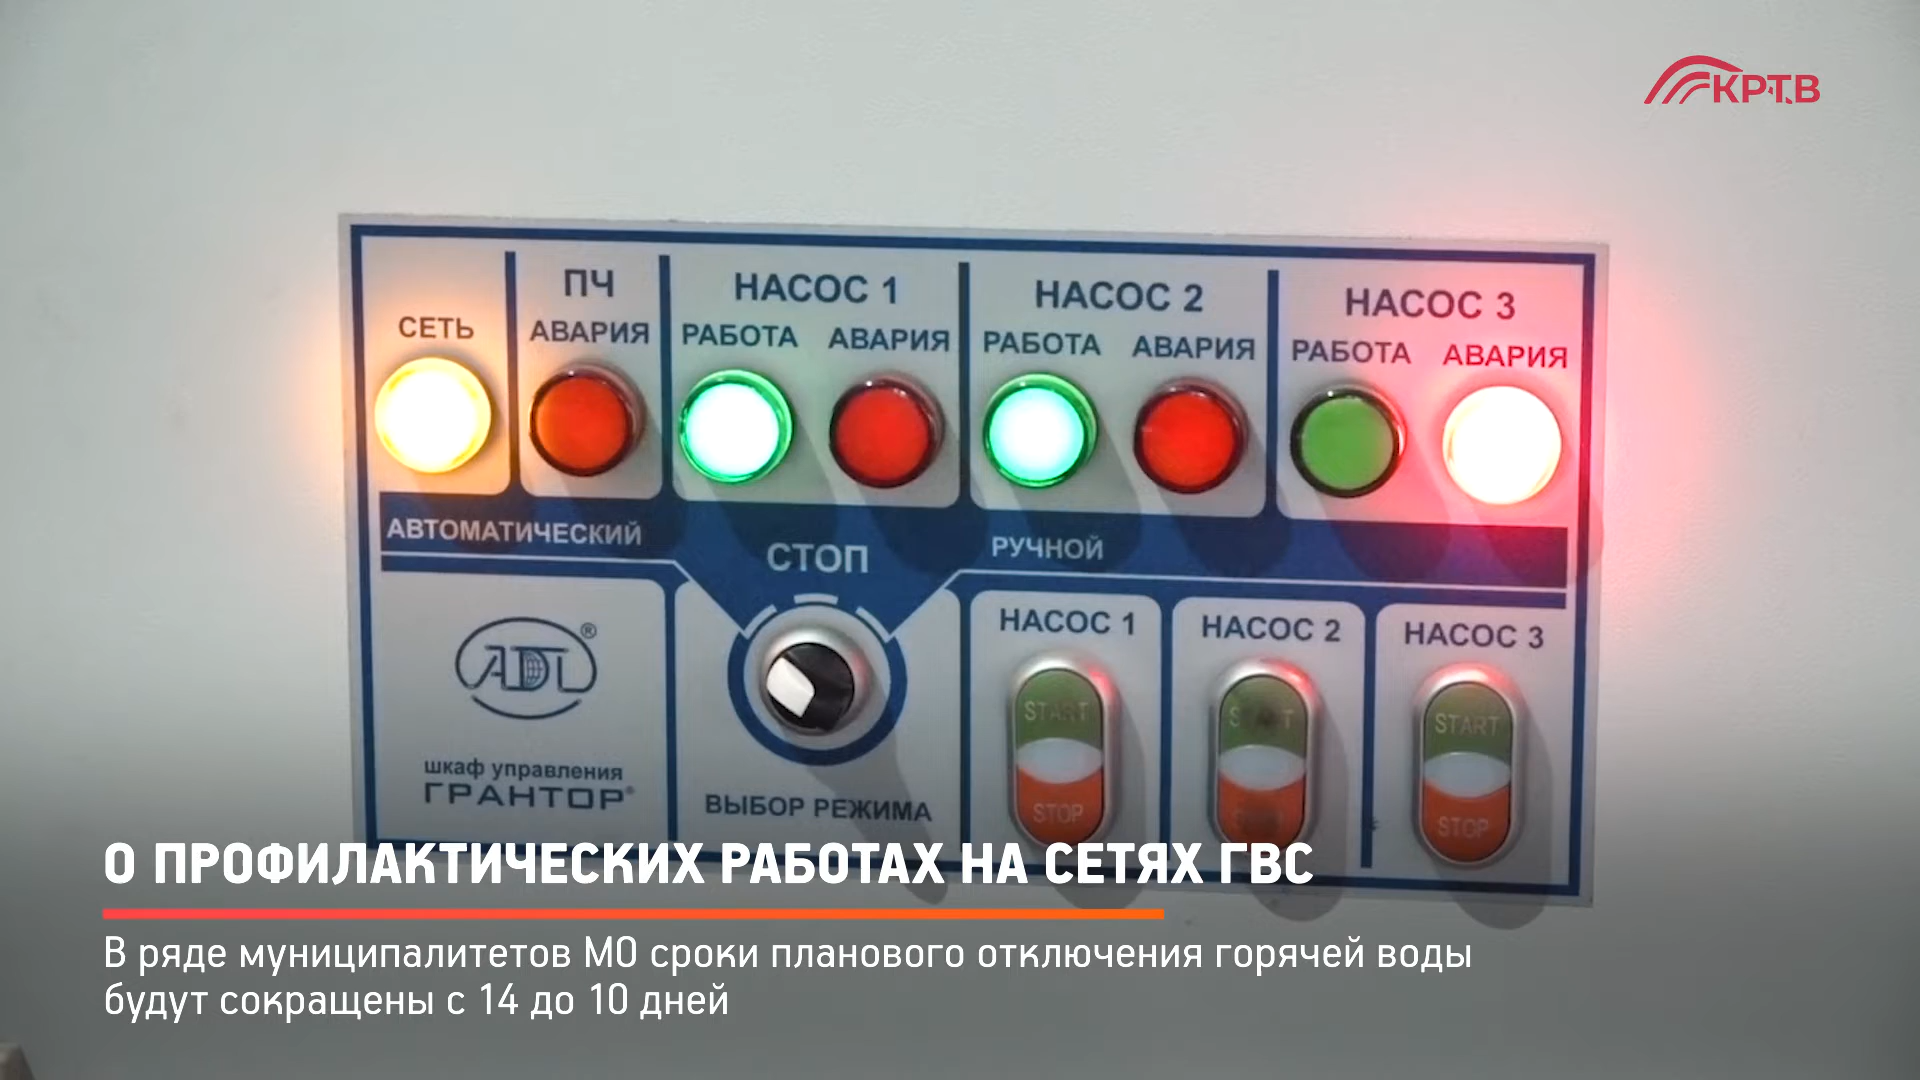 КРТВ
ПЧ
НАСОС 1
НАСОС 2
НАСОС 3
СЕТЬ
АВАРИЯ
РАБОТА
АВАРИЯ
РАБОТА
АВАРИЯ
РАБОТА
АВАРИЯ
АВТОМАТИЧЕСКИЙ
СТОП
РУЧНОЙ
ADL®
шкаф управления
ГРАНТОР®
ВЫБОР РЕЖИМА
НАСОС 1
START
STOP
НАСОС 2
START
НАСОС 3
START
STOP
О ПРОФИЛАКТИЧЕСКИХ РАБОТАХ НА СЕТЯХ ГВС
В ряде муниципалитетов МО сроки планового отключения горячей воды
будут сокращены с 14 до 10 дней